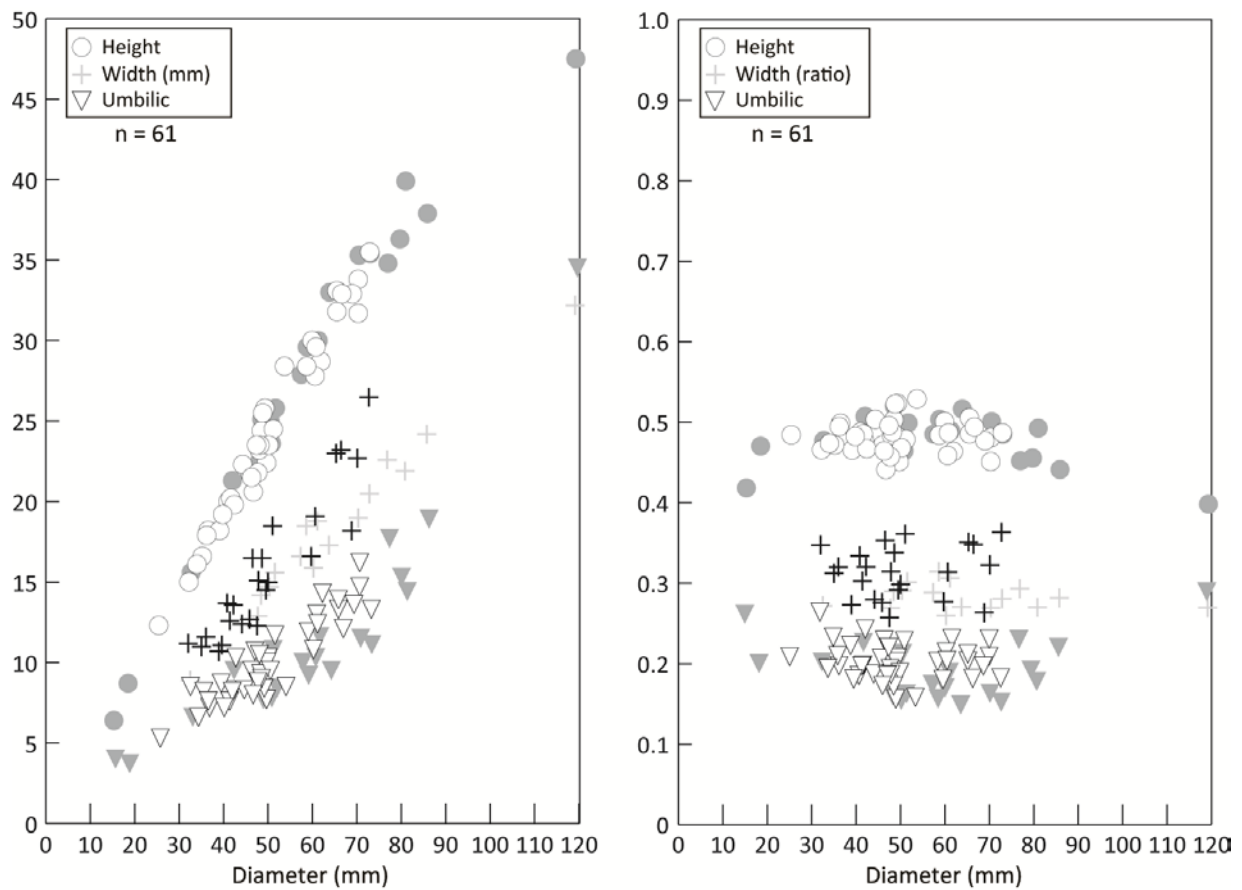 50
45
40
35
30
25
20
15
10
5
0
Height
Width (mm)
Umbilic
n = 61
0 10 20 30 40 50 60 70 80 90 100 110 120
Diameter (mm)
1.0
0.9
0.8
0.7
0.6
0.5
0.4
0.3
0.2
0.1
0
Height
Width (ratio)
Umbilic
n = 61
0 10 20 30 40 50 60 70 80 90 100 110 120
Diameter (mm)